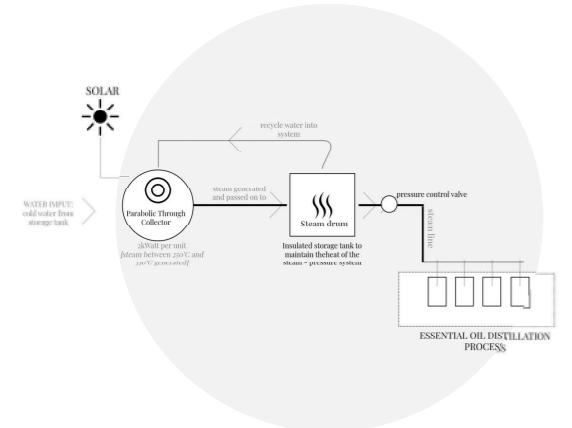 SOLAR
recycle water into
system
WATER INPUT:
cold water from
storage tank
Parabolic Through
Collector
steam generated
and passed on to
Steam drum
pressure control valve
steam line
2kWatt per unit
[steam between 250°C and
generated]
Insulated storage tank to
maintain theheat of the
steam - pressure system
ESSENTIAL OIL DISTILLATION
PROCESS